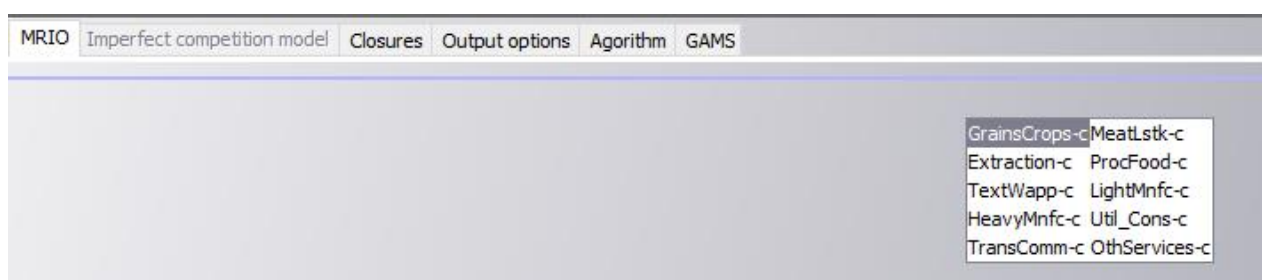 MRIO Imperfect competition model Closures Output options Agorithm GAMS
GrainsCrops-c MeatLstk-c
Extraction-c ProcFood-c
TextWapp-c LightMnfc-c
HeavyMnfc-c Util_Cons-c
TransComm-c OthServices-c